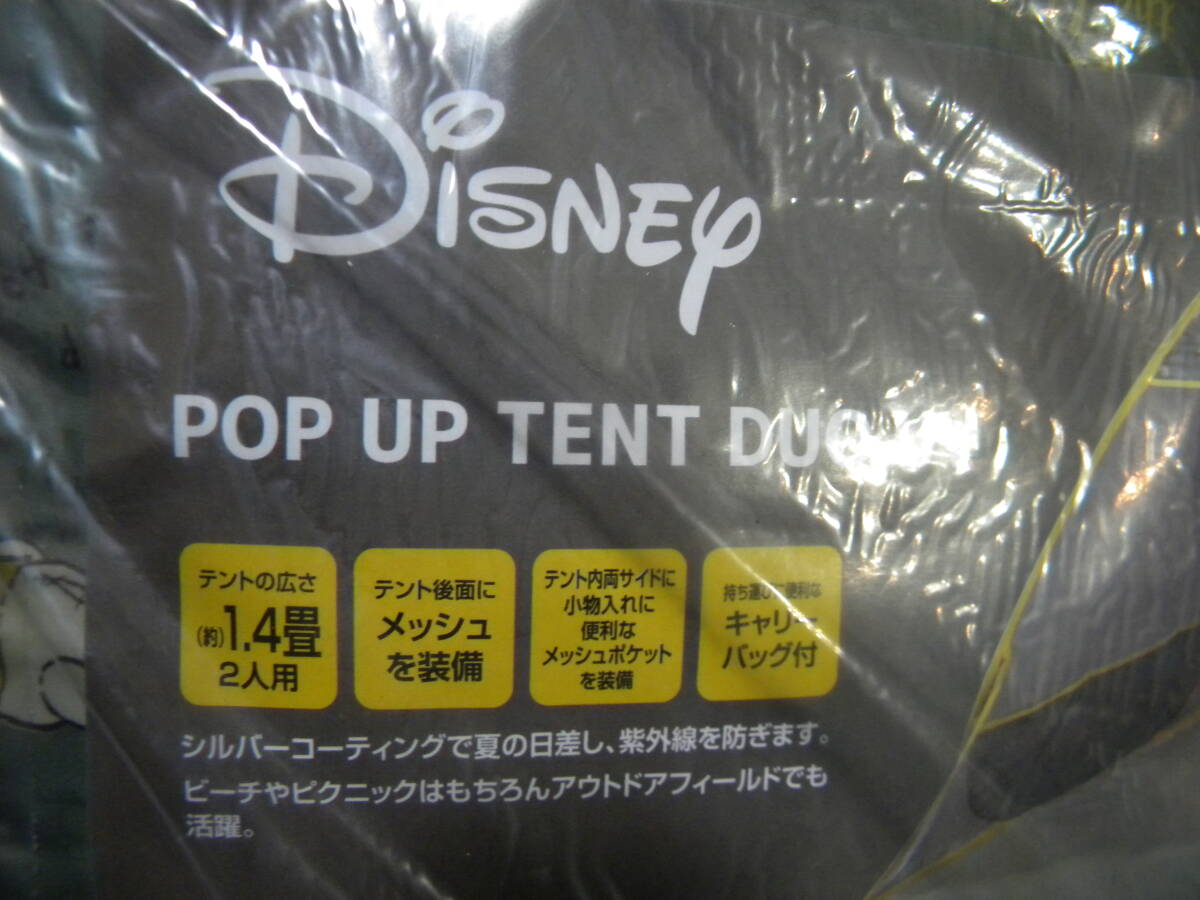 Disney
POP UP TENT
テントの広さ
(約)1.4畳
2人用
テント後面に
メッシュ
を装備
テント内両サイドに
小物入れに
便利な
メッシュポケット
を装備
持ち運びに便利な
キャリー
バッグ付
シルバーコーティングで夏の日差し、紫外線を防ぎます。
ビーチやピクニックはもちろんアウトドアフィールドでも
活躍。